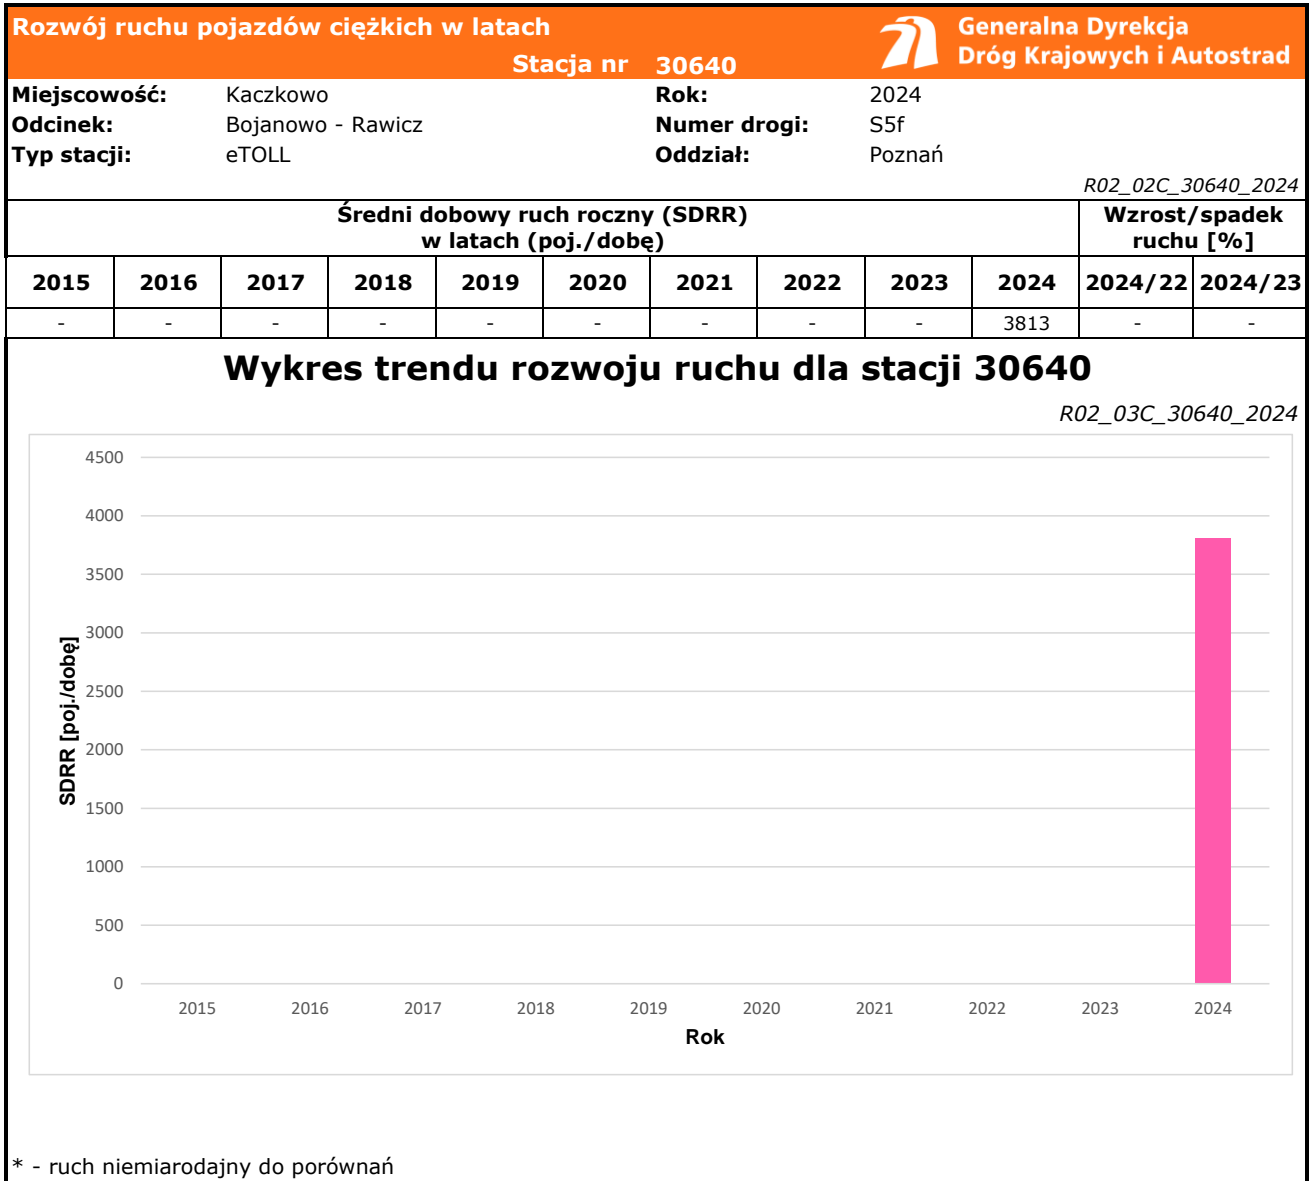 Rozwój ruchu pojazdów ciężkich w latach
Stacja nr 30640
Generalna Dyrekcja
Dróg Krajowych i Autostrad
Miejscowość: Kaczkowo Rok: 2024
Odcinek: Bojanowo - Rawicz Numer drogi: S5f
Typ stacji: eTOLL Oddział: Poznań
R02_02C_30640_2024
Średni dobowy ruch roczny (SDRR)
w latach (poj./dobę)
Wzrost/spadek
ruchu [%]
2015 2016 2017 2018 2019 2020 2021 2022 2023 2024 2024/22 2024/23
- - - - - - - - - 3813 - -
Wykres trendu rozwoju ruchu dla stacji 30640
R02_03C_30640_2024
SDRR [poj./dobę]
4500
4000
3500
3000
2500
2000
1500
1000
500
0
2015 2016 2017 2018 2019 2020 2021 2022 2023 2024
Rok
* - ruch niemiarodajny do porównań